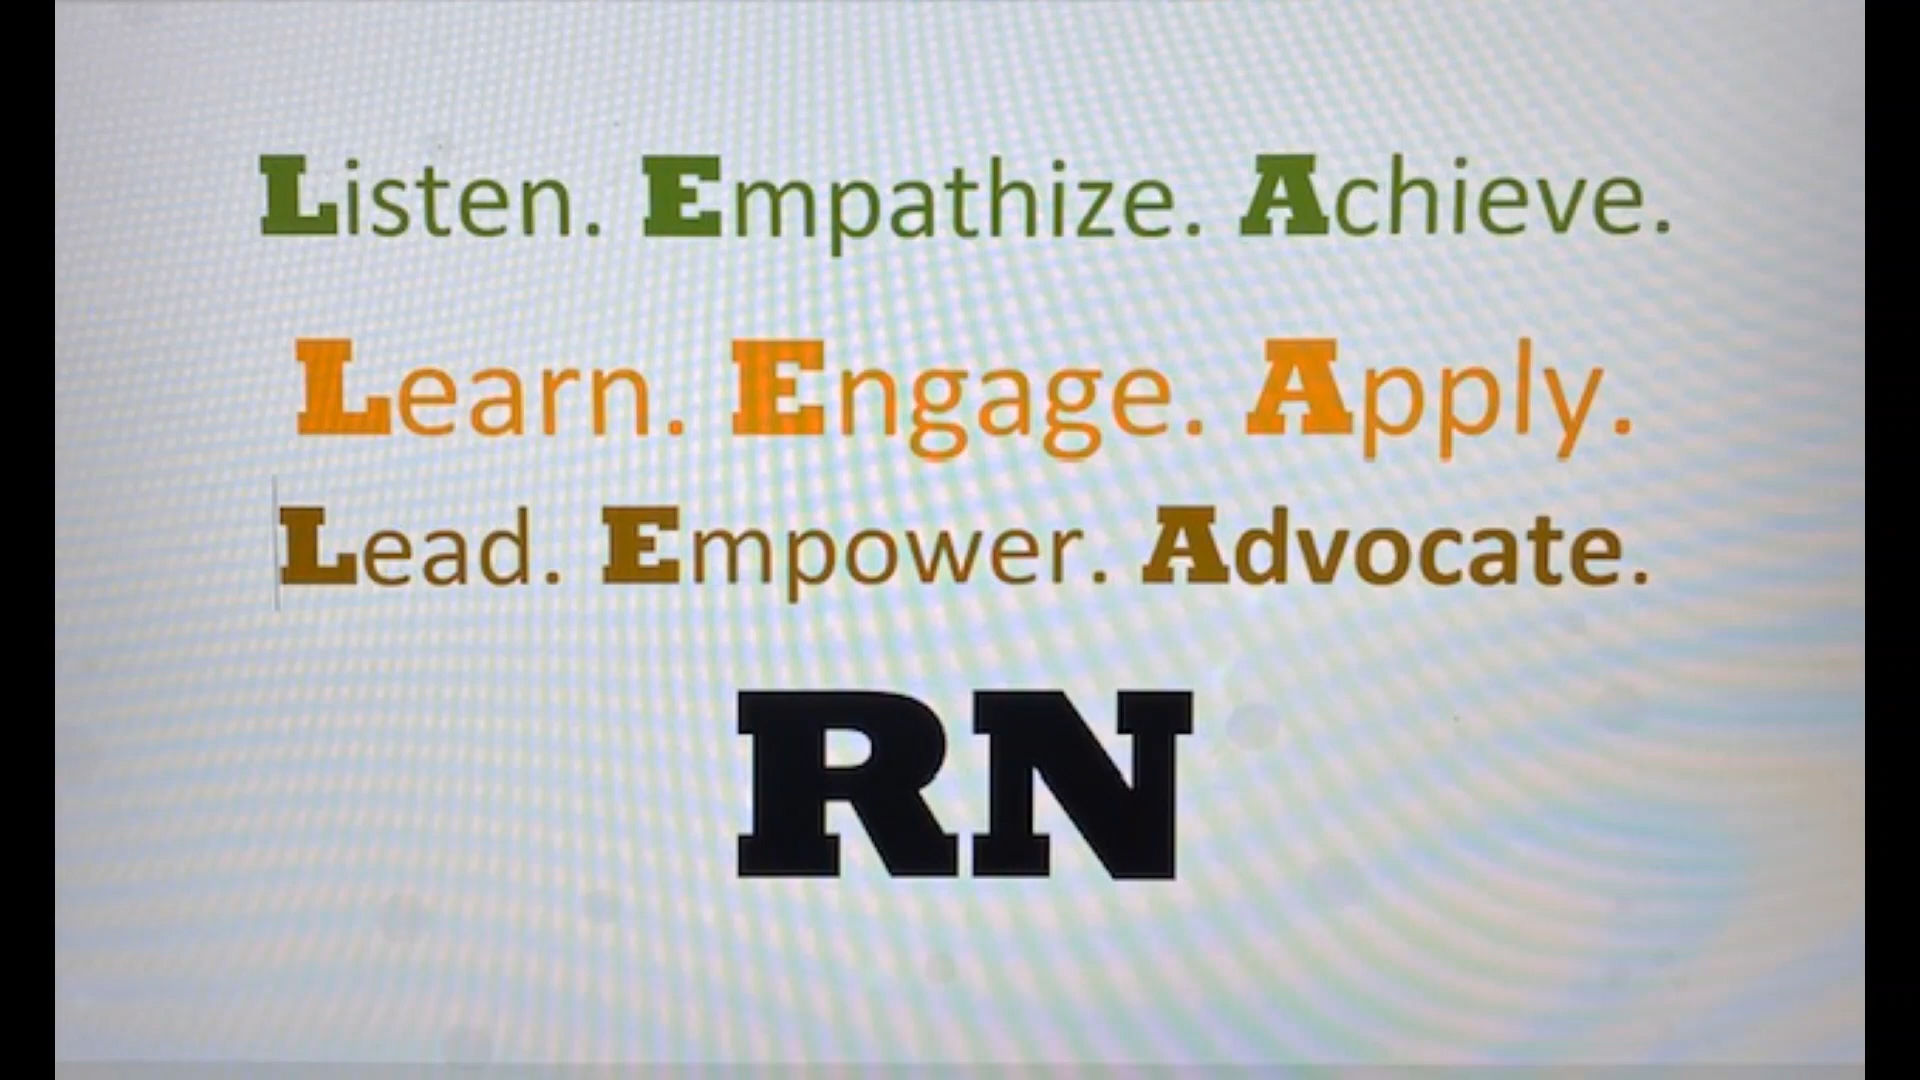 Listen. Empathize. Achieve.
Learn. Engage. Apply.
Lead. Empower. Advocate.
RN